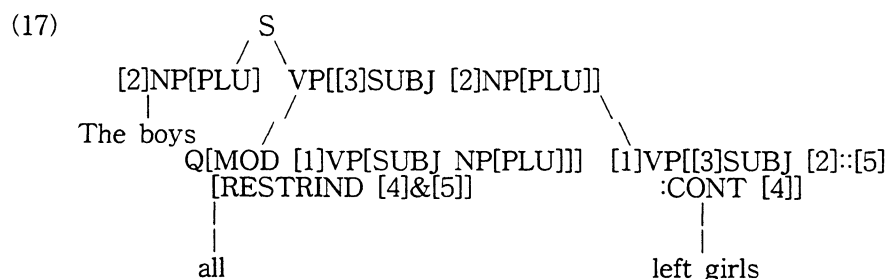 (17) S
[2]NP[PLU] VP[[3]SUBJ [2]NP[PLU]]
The boys
Q[MOD [1]VP[SUBJ NP[PLU]]] [1]VP[[3]SUBJ [2]::[5]
[RESTRIND [4]&[5]] :CONT [4]]
all left girls